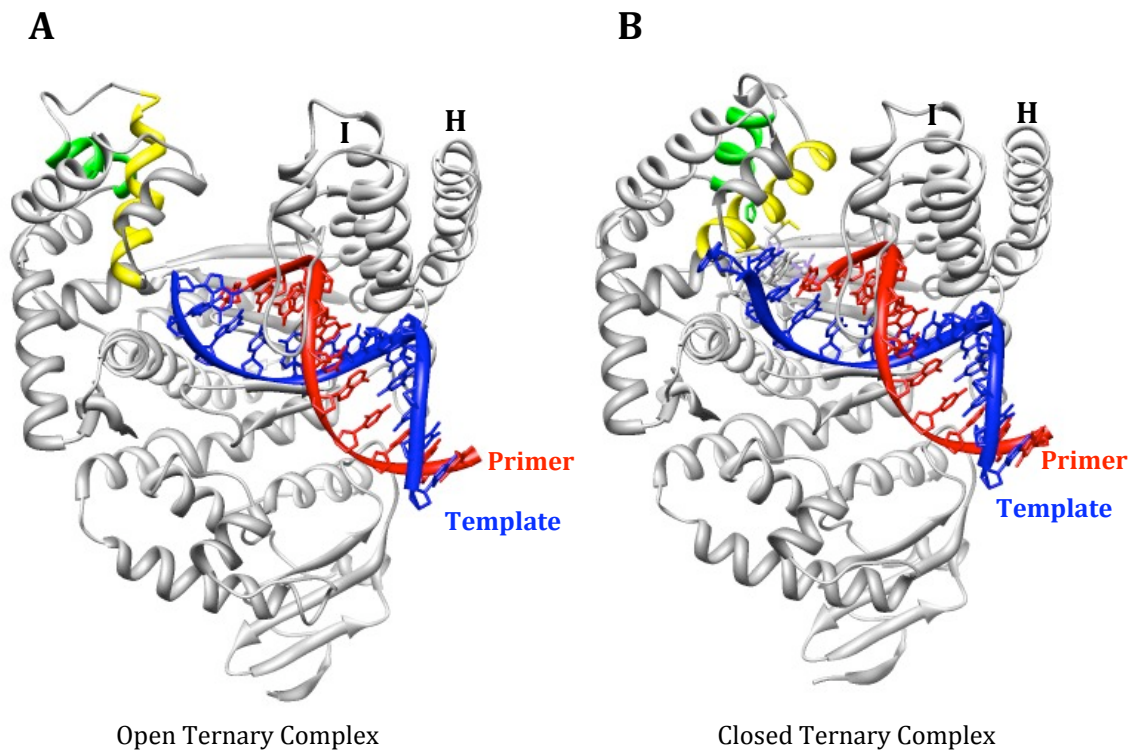 A
B
I
H
I
H
Primer
Template
Primer
Template
Open Ternary Complex
Closed Ternary Complex